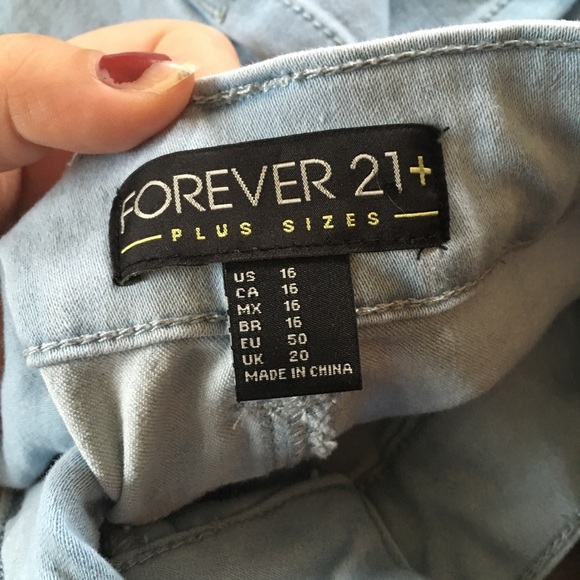 FOREVER 21+
PLUS SIZES
US 16
CA 16
MX 16
BR 16
EU 50
UK 20
MADE IN CHINA